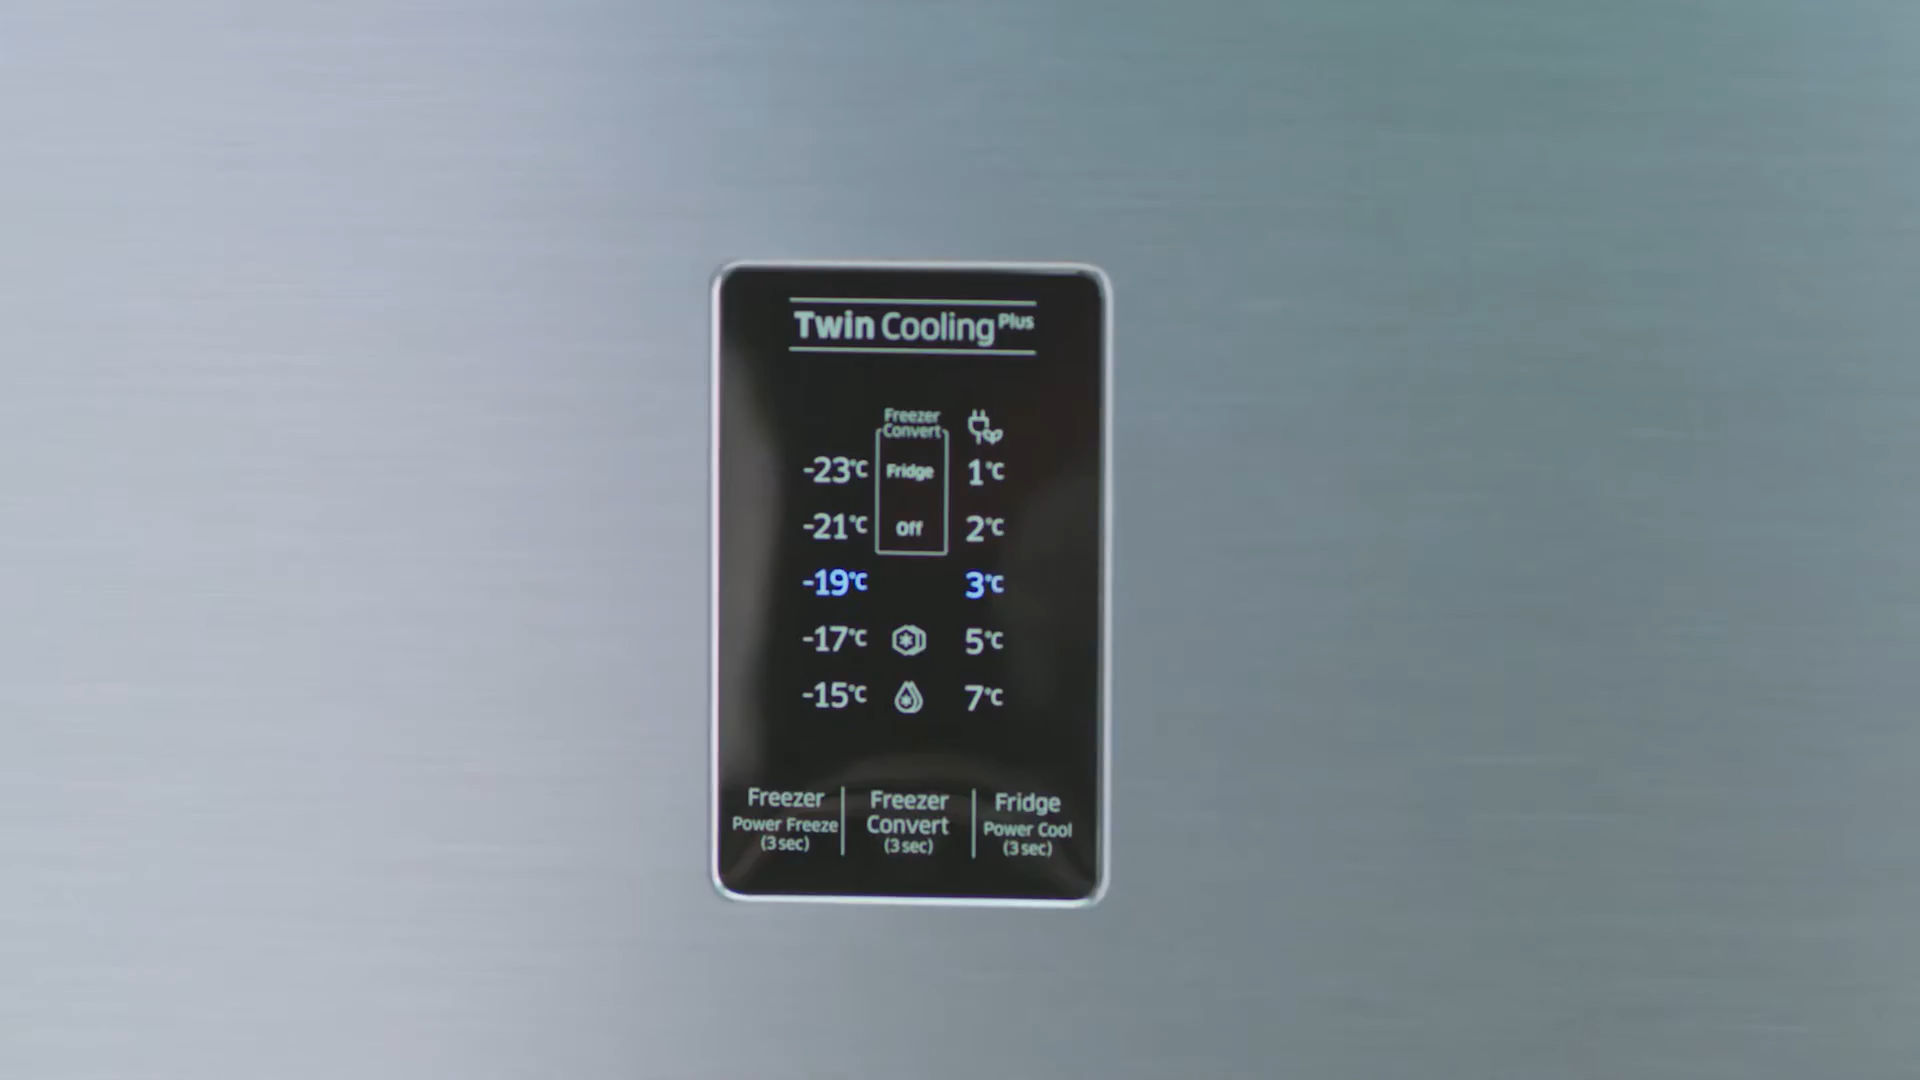 Twin Cooling Plus
Freezer
Convert
-23°C Fridge 1°C
-21°C Off 2°C
-19°C 3°C
-17°C 5°C
-15°C 7°C
Freezer
Power Freeze
(3 sec)
Freezer
Convert
(3 sec)
Fridge
Power Cool
(3 sec)